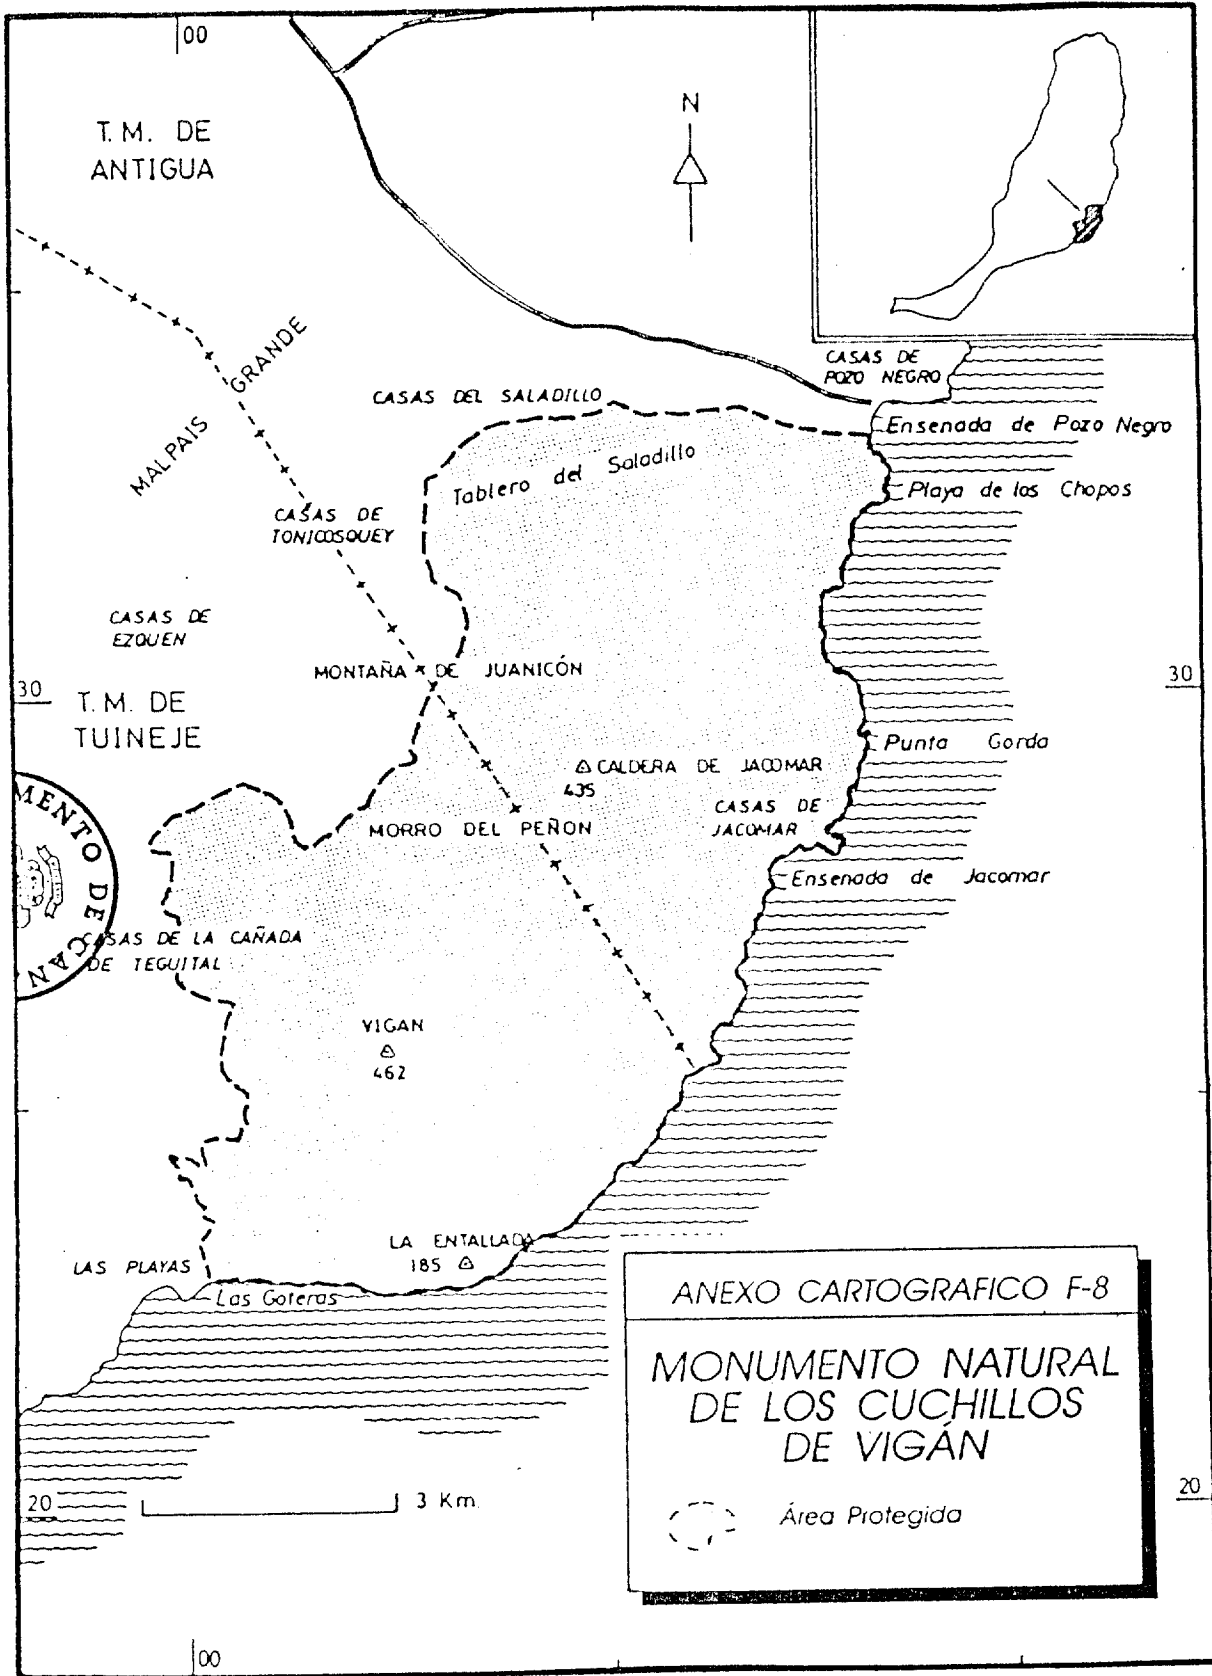 00
T.M. DE
ANTIGUA
N
MALPAIS GRANDE
CASAS DE
POZO NEGRO
CASAS DEL SALADILLO
Ensenada de Pozo Negro
Tablero del Saladillo
Playa de los Chopos
CASAS DE
TONICOSQUEY
CASAS DE
EZQUEN
MONTAÑA DE JUANICÓN
30
30
T.M. DE
TUINEJE
Punta Gorda
CALDERA DE JACOMAR
435
CASAS DE
JACOMAR
MORRO DEL PEÑON
Ensenada de Jacomar
MENTO DE CAN
CASAS DE LA CAÑADA
DE TEGUITAL
VIGAN
462
LA ENTALLADA
185
LAS PLAYAS
Las Goteras
ANEXO CARTOGRAFICO F-8
MONUMENTO NATURAL
DE LOS CUCHILLOS
DE VIGÁN
Área Protegida
20
3 Km.
20
00